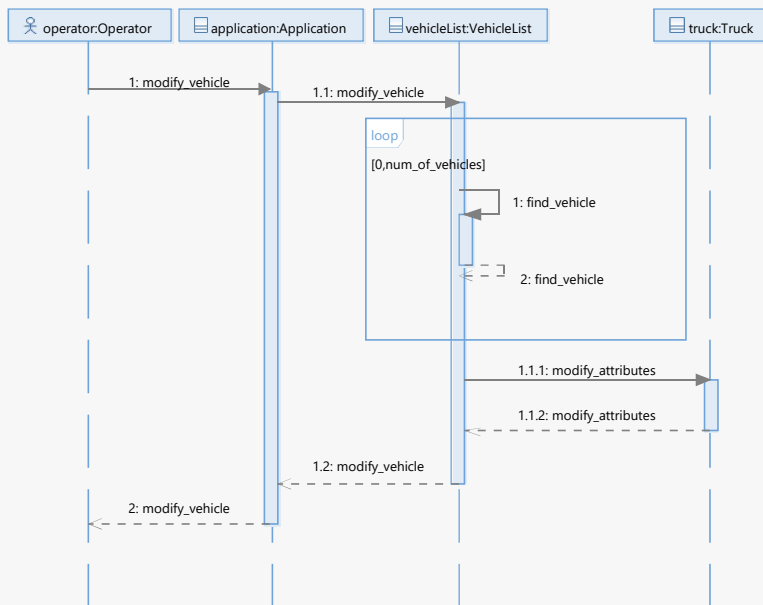 operator:Operator
application:Application
vehicleList:VehicleList
truck:Truck
1: modify_vehicle
1.1: modify_vehicle
loop
[0,num_of_vehicles]
1: find_vehicle
2: find_vehicle
1.1.1: modify_attributes
1.1.2: modify_attributes
1.2: modify_vehicle
2: modify_vehicle